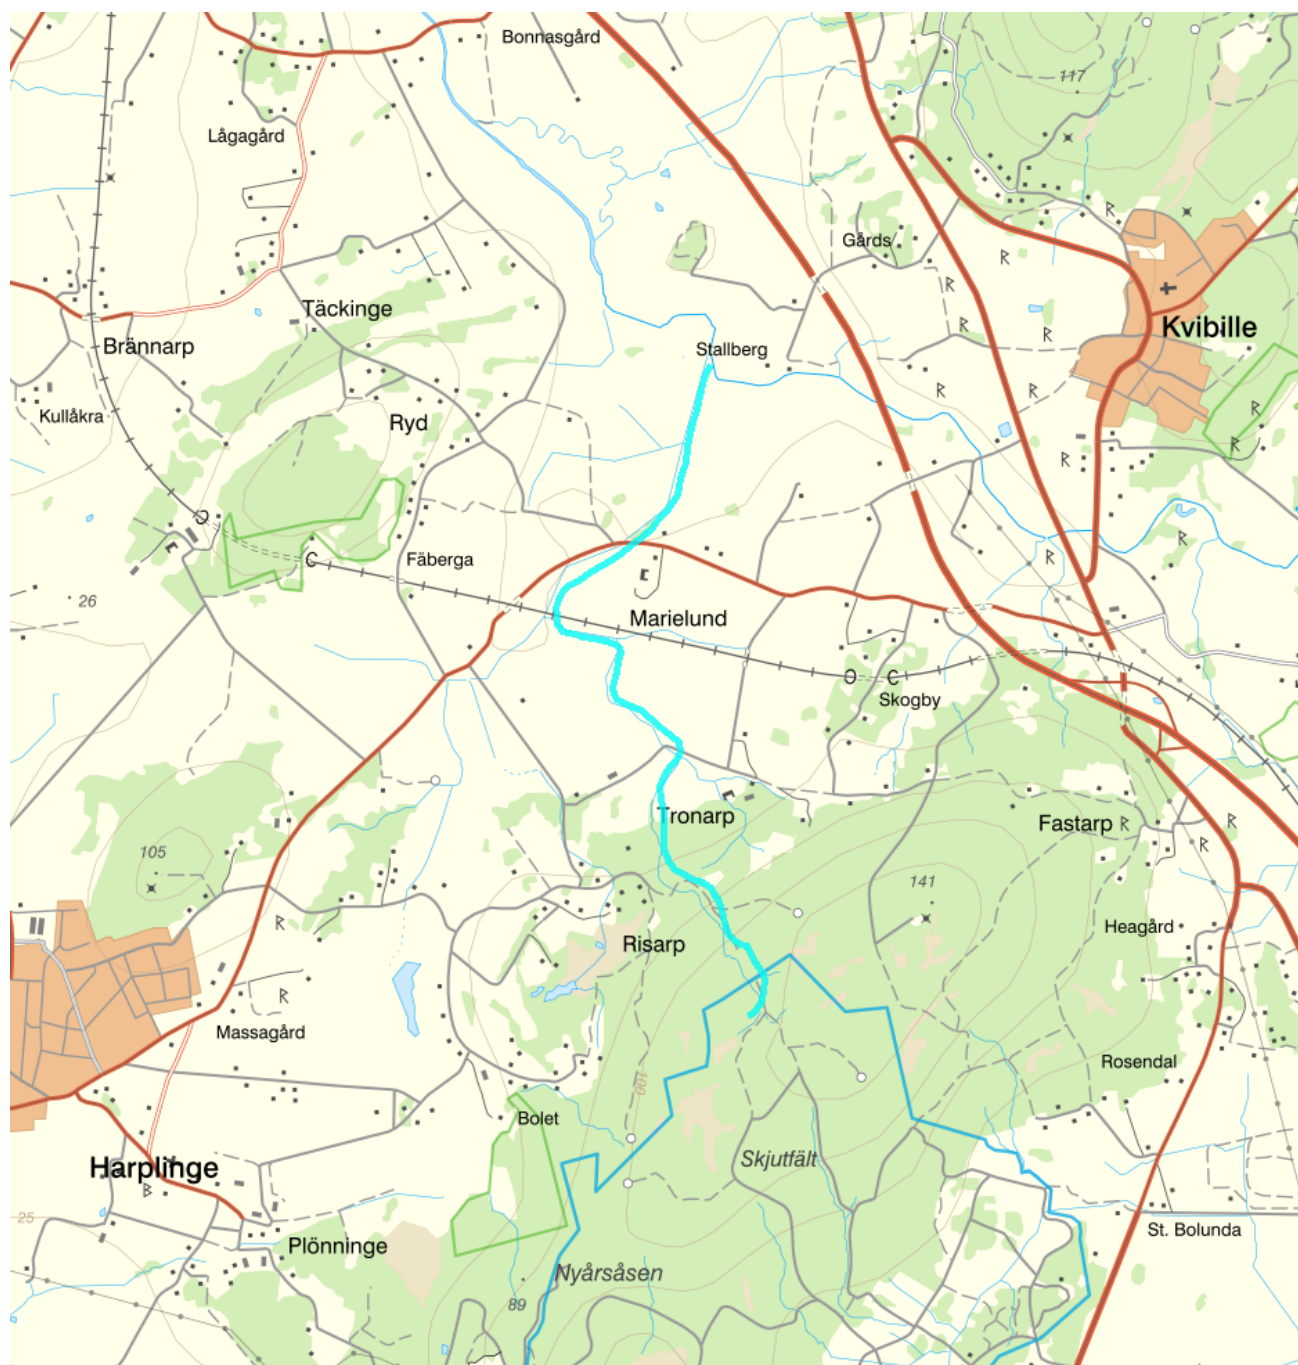 Bonnasgård
117
Lågagård
Gårds
Täckinge
Kvibille
Brännarp
Stallberg
Kullåkra
Ryd
Fäberga
26
Marielund
Skogby
Tronarp
Fastarp
105
141
Heagård
Risarp
Massagård
Rosendal
100
Bolet
Skjutfält
Harplinge
25
St. Bolunda
Plönninge
Nyårsåsen
89